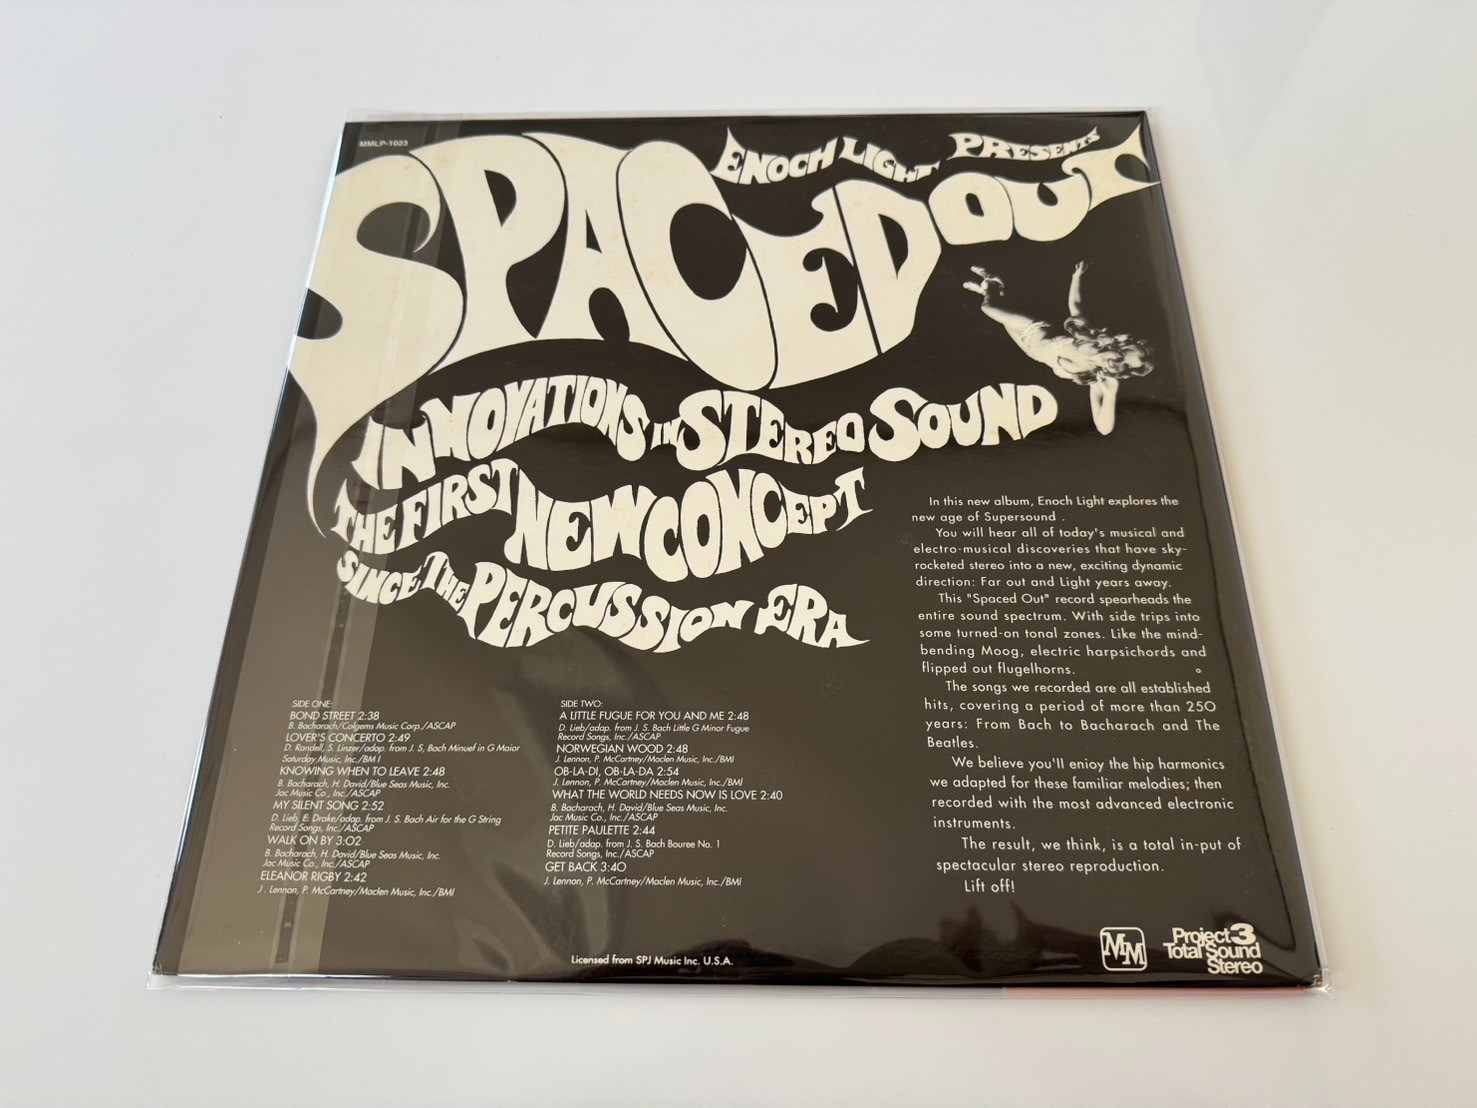 MMLP-1023
ENOCH LIGHT PRESENTS
SPACED OUT
INNOVATIONS IN STEREO SOUND
THE FIRST NEW CONCEPT
SINCE THE PERCUSSION ERA
SIDE ONE:
BOND STREET 2:38
B. Bacharach/Colgems Music Corp./ASCAP
LOVER'S CONCERTO 2:49
D. Randell, S. Linzer/adap. from J. S, Bach Minuef in G Maior
Saturday Music, Inc./BM I
KNOWING WHEN TO LEAVE 2:48
B. Bacharach, H. David/Blue Seas Music, Inc.
Jac Music Co., Inc./ASCAP
MY SILENT SONG 2:52
D. Lieb, E. Drake/adap. from J. S. Bach Air for the G String
Record Songs, Inc./ASCAP
WALK ON BY 3:02
B. Bacharach, H. David/Blue Seas Music, Inc.
Jac Music Co., Inc./ASCAP
ELEANOR RIGBY 2:42
J. Lennon, P. McCartney/Maclen Music, Inc./BMI
SIDE TWO:
A LITTLE FUGUE FOR YOU AND ME 2:48
D. Lieb/adap. from J. S. Bach Little G Minor Fugue
Record Songs, Inc./ASCAP
NORWEGIAN WOOD 2:48
J. Lennon, P. McCartney/Maclen Music, Inc./BMI
OB-LA-DI, OB-LA-DA 2:54
J. Lennon, P. McCartney/Maclen Music, Inc./BMI
WHAT THE WORLD NEEDS NOW IS LOVE 2:40
B. Bacharach, H. David/Blue Seas Music, Inc.
Jac Music Co., Inc./ASCAP
PETITE PAULETTE 2:44
D. Lieb/adap. from J. S. Bach Bouree No. 1
Record Songs, Inc./ASCAP
GET BACK 3:40
J. Lennon, P. McCartney/Maclen Music, Inc./BMI
In this new album, Enoch Light explores the
new age of Supersound .
You will hear all of today's musical and
electro-musical discoveries that have sky-
rocketed stereo into a new, exciting dynamic
direction: Far out and Light years away.
This "Spaced Out" record spearheads the
entire sound spectrum. With side trips into
some turned-on tonal zones. Like the mind-
bending Moog, electric harpsichords and
flipped out flugelhorns.
The songs we recorded are all established
hits, covering a period of more than 250
years: From Bach to Bacharach and The
Beatles.
We believe you'll enjoy the hip harmonics
we adapted for these familiar melodies; then
recorded with the most advanced electronic
instruments.
The result, we think, is a total in-put of
spectacular stereo reproduction.
Lift off!
Licensed from SPJ Music Inc. U.S.A.
MM
Project 3
Total Sound
Stereo